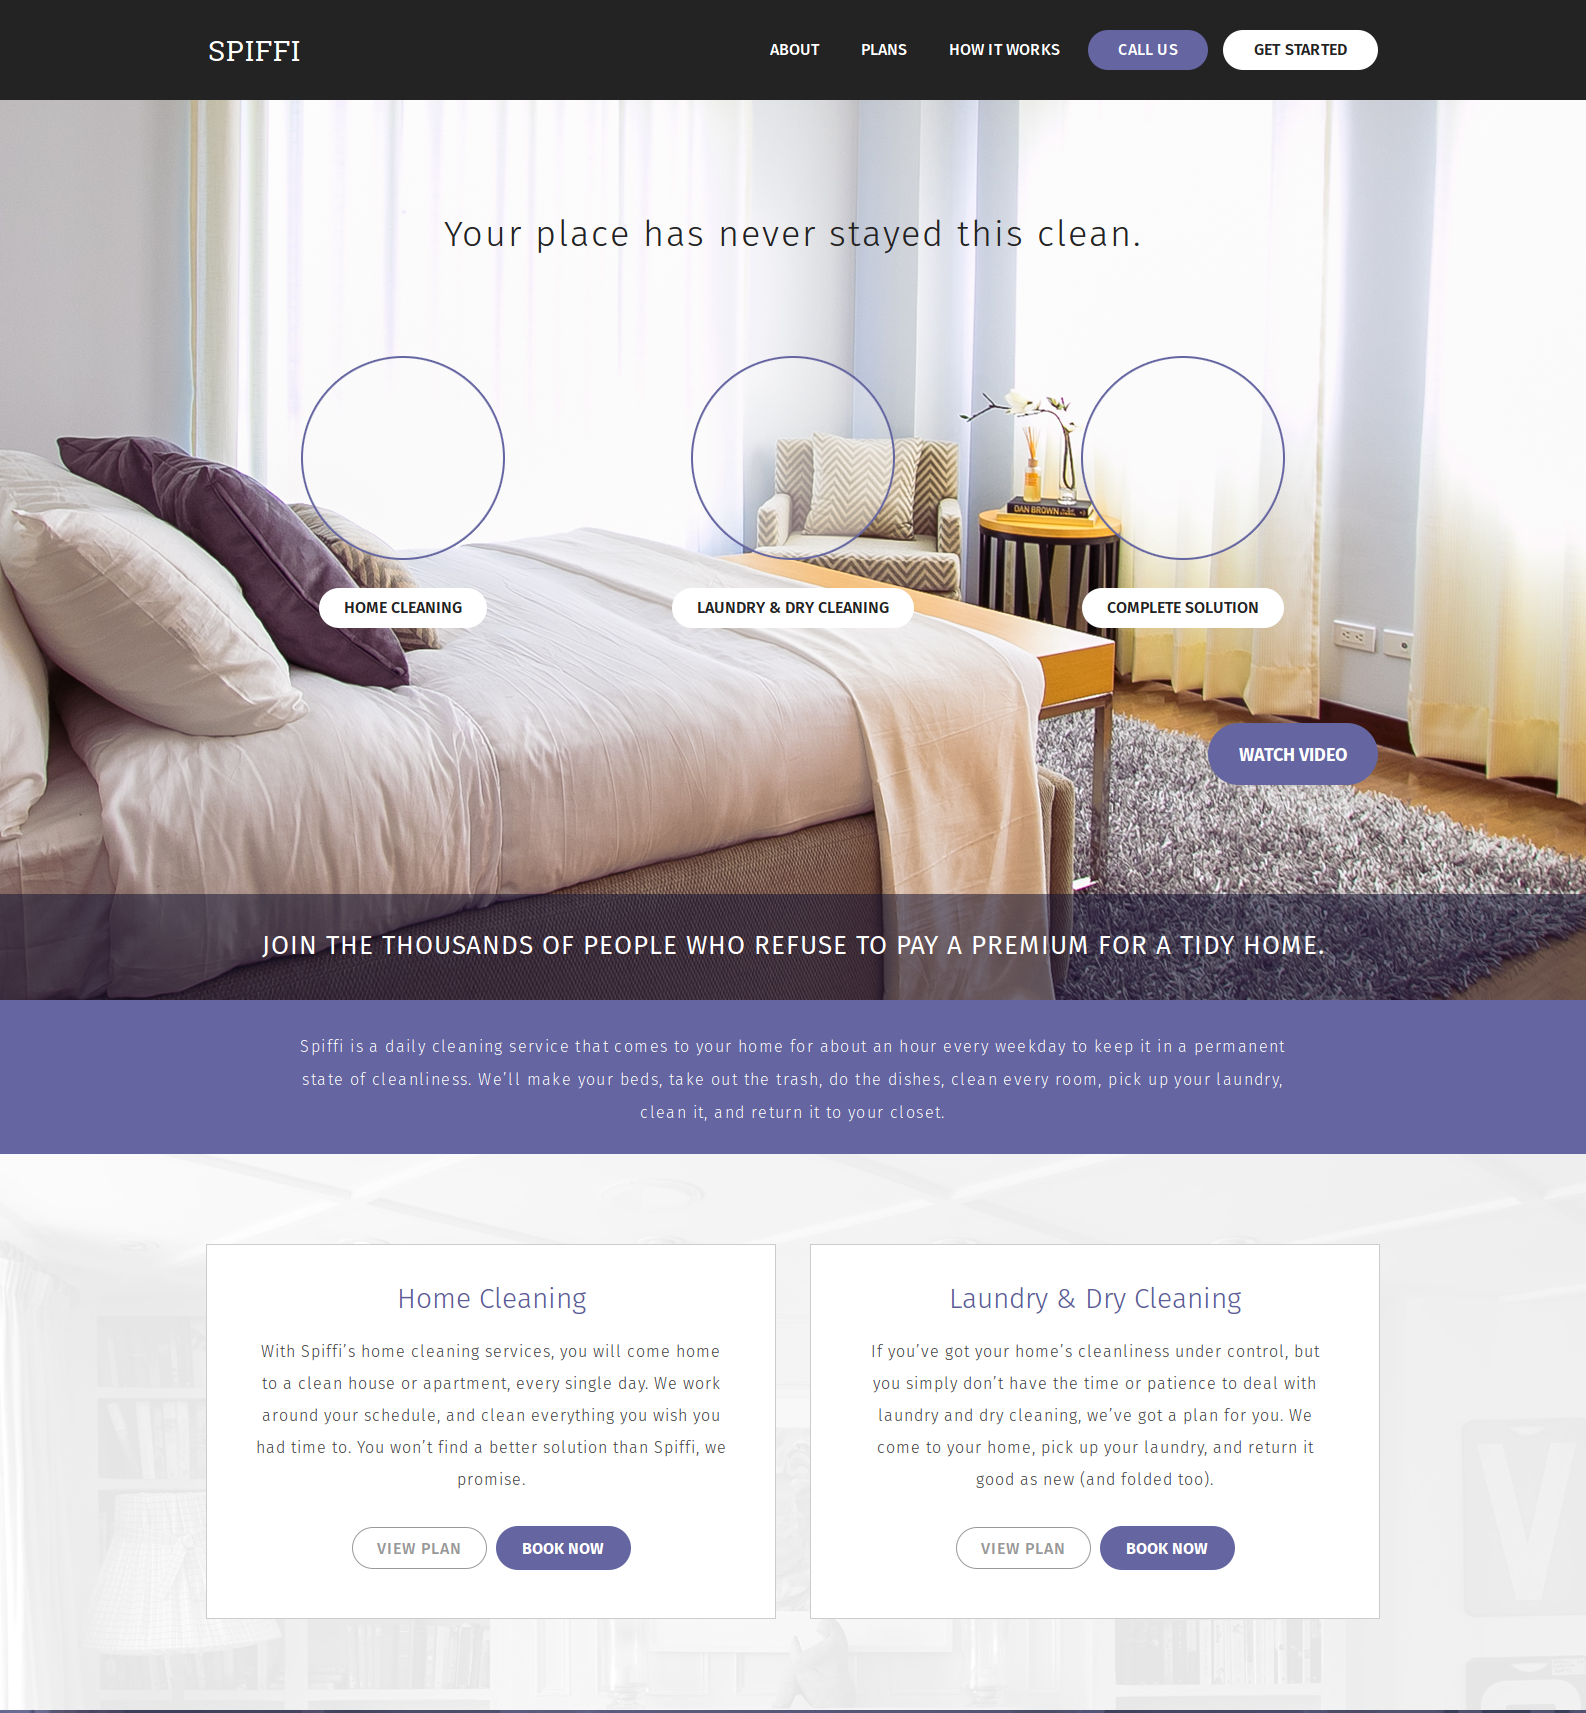 SPIFFI
ABOUT
PLANS
HOW IT WORKS
CALL US
GET STARTED
Your place has never stayed this clean.
DAN BROWN
HOME CLEANING
LAUNDRY & DRY CLEANING
COMPLETE SOLUTION
WATCH VIDEO
JOIN THE THOUSANDS OF PEOPLE WHO REFUSE TO PAY A PREMIUM FOR A TIDY HOME.
Spiffi is a daily cleaning service that comes to your home for about an hour every weekday to keep it in a permanent
state of cleanliness. We’ll make your beds, take out the trash, do the dishes, clean every room, pick up your laundry,
clean it, and return it to your closet.
Home Cleaning
With Spiffi’s home cleaning services, you will come home
to a clean house or apartment, every single day. We work
around your schedule, and clean everything you wish you
had time to. You won’t find a better solution than Spiffi, we
promise.
VIEW PLAN
BOOK NOW
Laundry & Dry Cleaning
If you’ve got your home’s cleanliness under control, but
you simply don’t have the time or patience to deal with
laundry and dry cleaning, we’ve got a plan for you. We
come to your home, pick up your laundry, and return it
good as new (and folded too).
VIEW PLAN
BOOK NOW
V